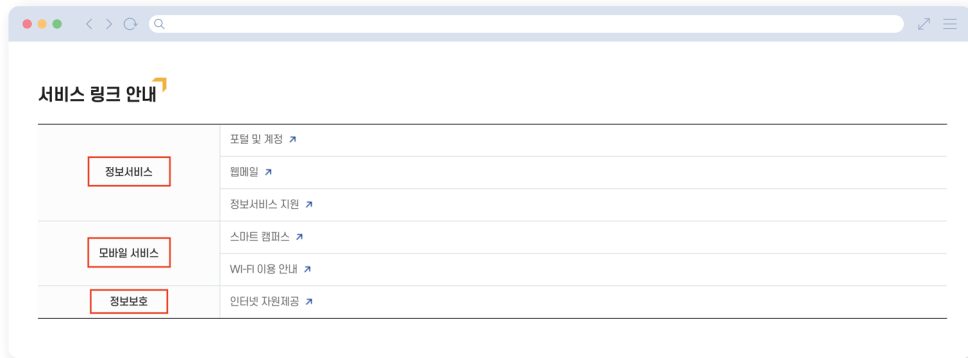 서비스 링크 안내
정보서비스
포털 및 계정
웹메일
정보서비스 지원
모바일 서비스
스마트 캠퍼스
WI-FI 이용 안내
정보보호
인터넷 자원제공